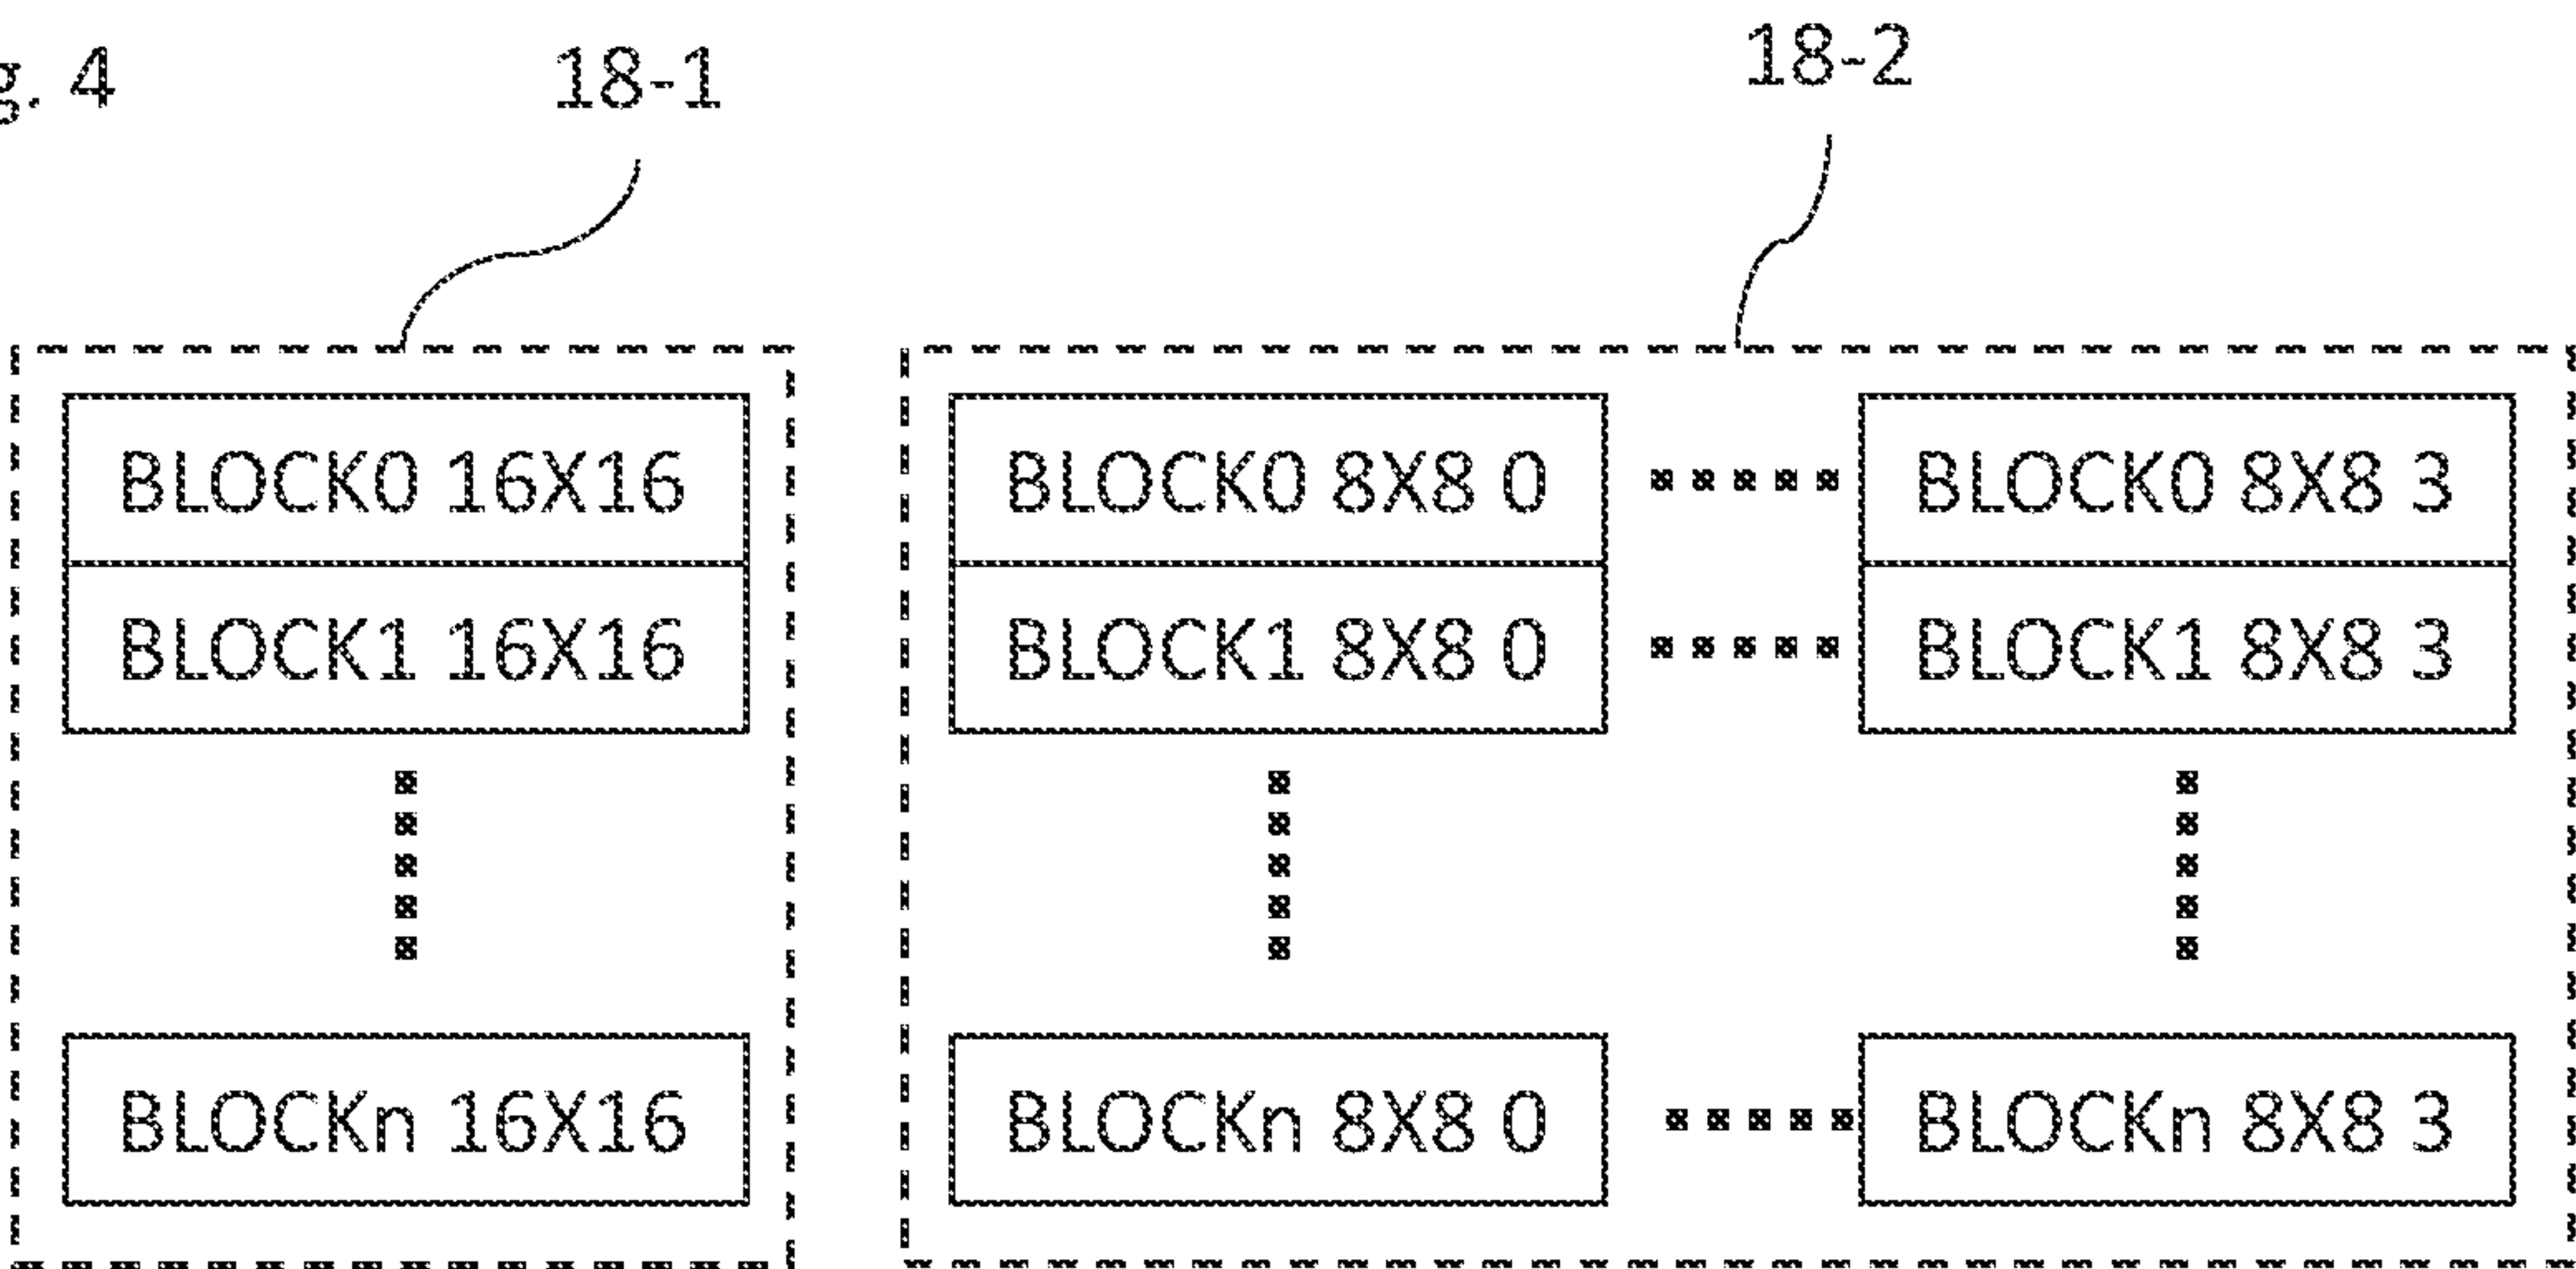 g. 4 18-1 18-2
BLOCK0 16X16 BLOCK0 8X8 0 BLOCK0 8X8 3
BLOCK1 16X16 BLOCK1 8X8 0 BLOCK1 8X8 3
BLOCKn 16X16 BLOCKn 8X8 0 BLOCKn 8X8 3